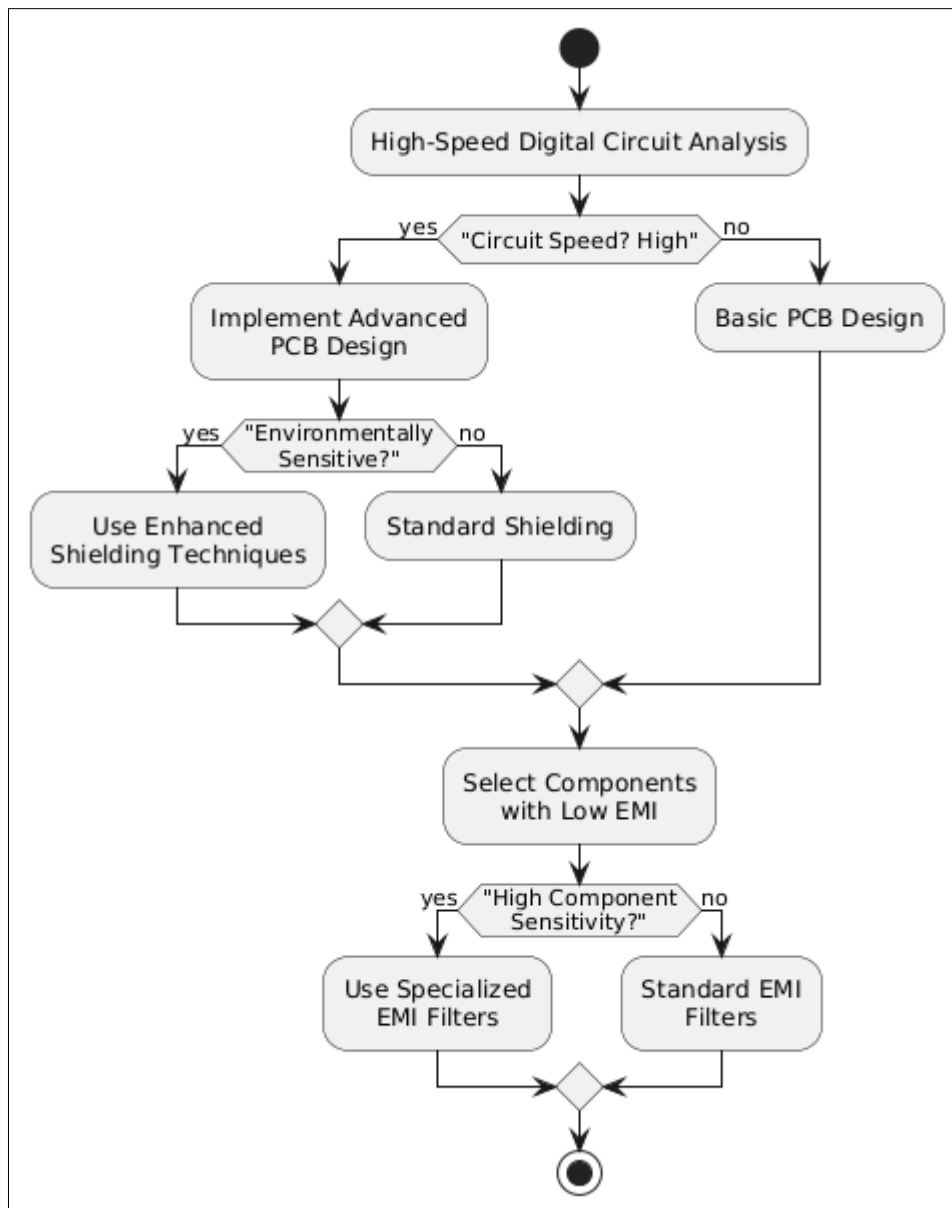 High-Speed Digital Circuit Analysis
yes
"Circuit Speed? High"
no
Implement Advanced
PCB Design
Basic PCB Design
yes
"Environmentally
Sensitive?"
no
Use Enhanced
Shielding Techniques
Standard Shielding
Select Components
with Low EMI
yes
"High Component
Sensitivity?"
no
Use Specialized
EMI Filters
Standard EMI
Filters